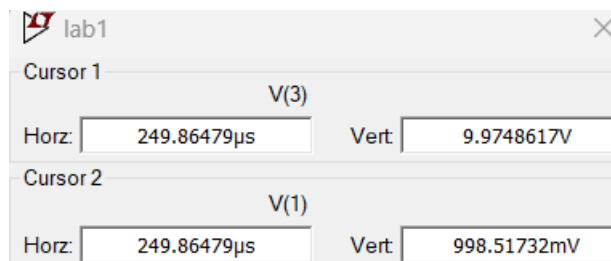 lab1
Cursor 1
V(3)
Horz: 249.86479µs Vert: 9.9748617V
Cursor 2
V(1)
Horz: 249.86479µs Vert: 998.51732mV